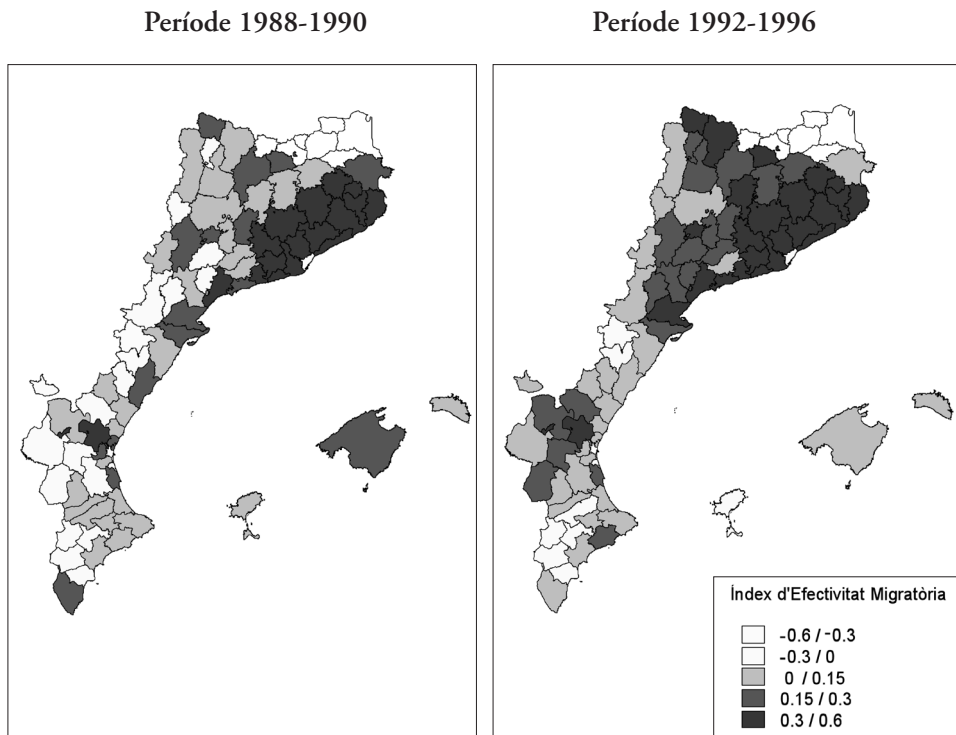 Període 1988-1990
Període 1992-1996
Índex d'Efectivitat Migratòria
-0.6 / -0.3
-0.3 / 0
0 / 0.15
0.15 / 0.3
0.3 / 0.6